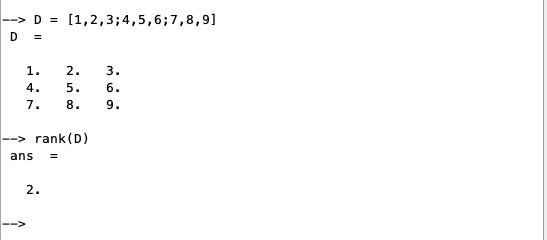 --> D = [1,2,3;4,5,6;7,8,9]
 D  =

   1.   2.   3.
   4.   5.   6.
   7.   8.   9.

--> rank(D)
 ans  =

   2.

-->